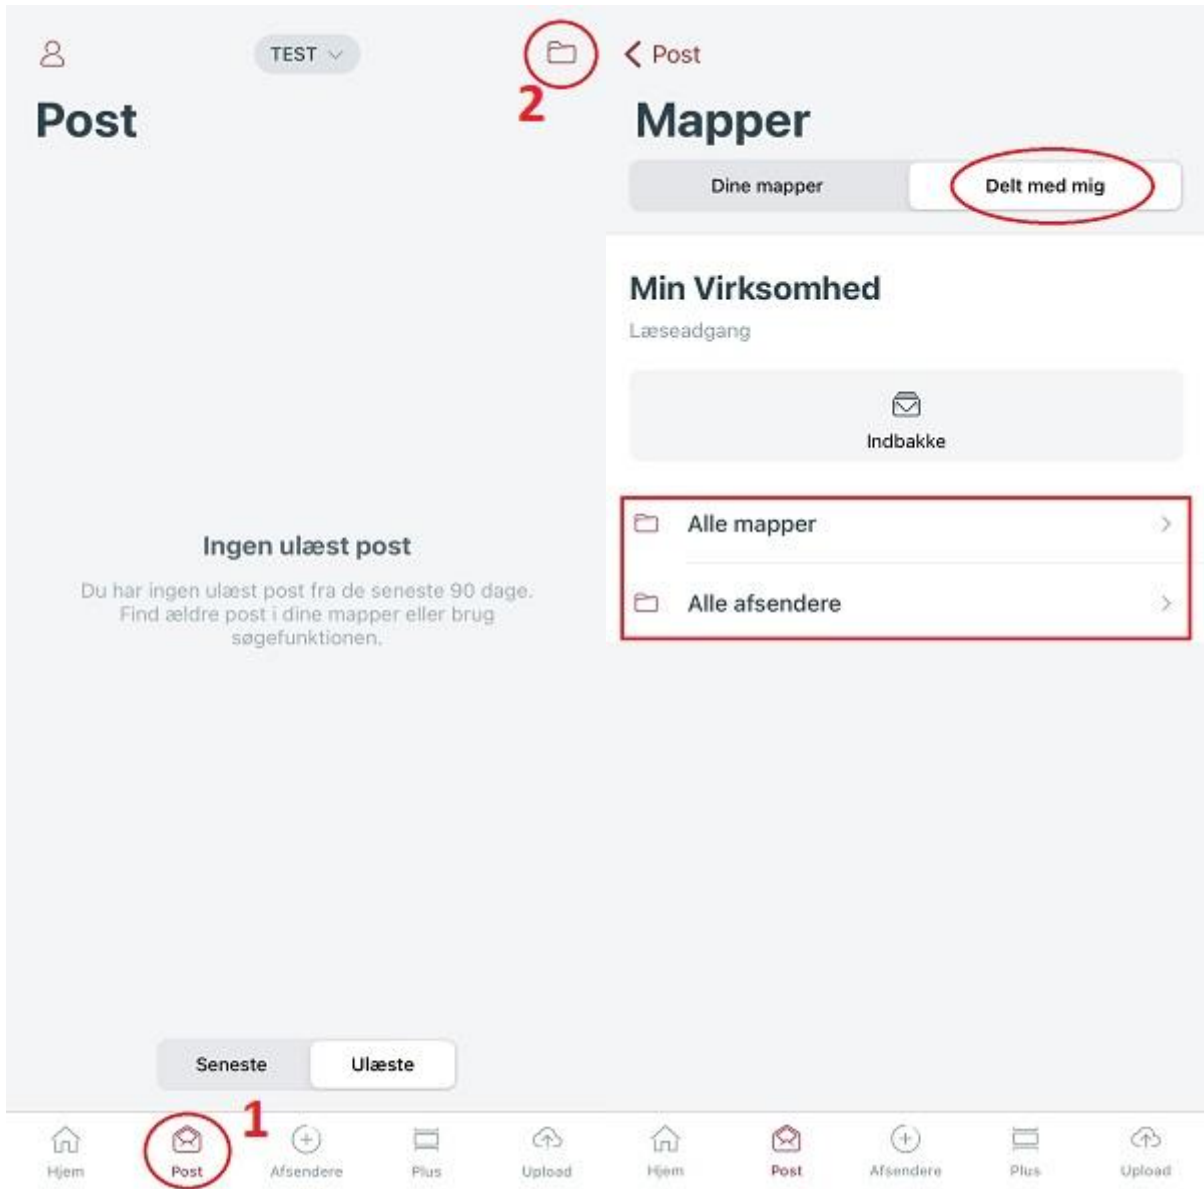 TEST
2
Post
Ingen ulæst post
Du har ingen ulæst post fra de seneste 90 dage.
Find ældre post i dine mapper eller brug
søgefunktionen.
Seneste
Ulæste
1
Hjem
Post
Afsendere
Plus
Upload
Post
Mapper
Dine mapper
Delt med mig
Min Virksomhed
Læseadgang
Indbakke
Alle mapper
Alle afsendere
Hjem
Post
Afsendere
Plus
Upload